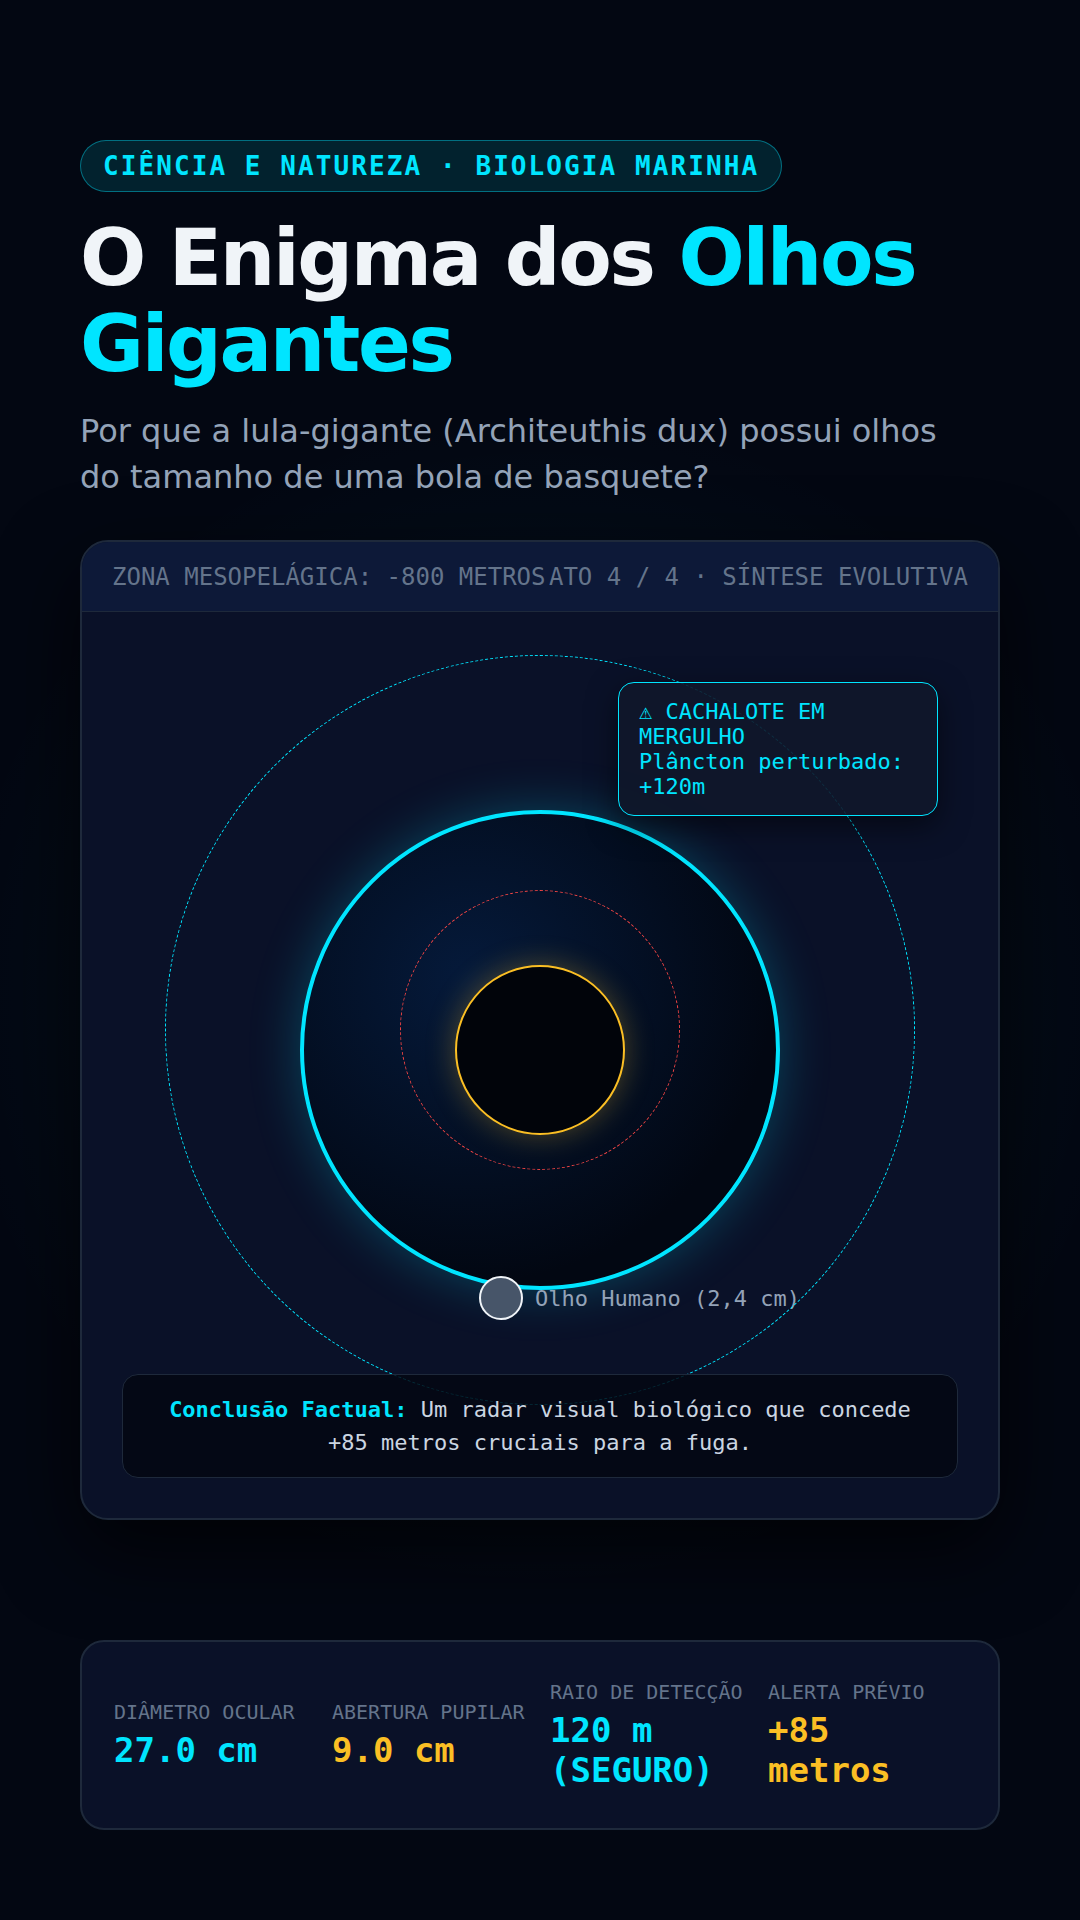 CIÊNCIA E NATUREZA · BIOLOGIA MARINHA
O Enigma dos Olhos
Gigantes
Por que a lula-gigante (Architeuthis dux) possui olhos
do tamanho de uma bola de basquete?
ZONA MESOPELÁGICA: -800 METROS
ATO 4 / 4 · SÍNTESE EVOLUTIVA
⚠ CACHALOTE EM
MERGULHO
Plâncton perturbado:
+120m
Olho Humano (2,4 cm)
Conclusão Factual: Um radar visual biológico que concede
+85 metros cruciais para a fuga.
DIÂMETRO OCULAR
27.0 cm
ABERTURA PUPILAR
9.0 cm
RAIO DE DETECÇÃO
120 m
(SEGURO)
ALERTA PRÉVIO
+85
metros